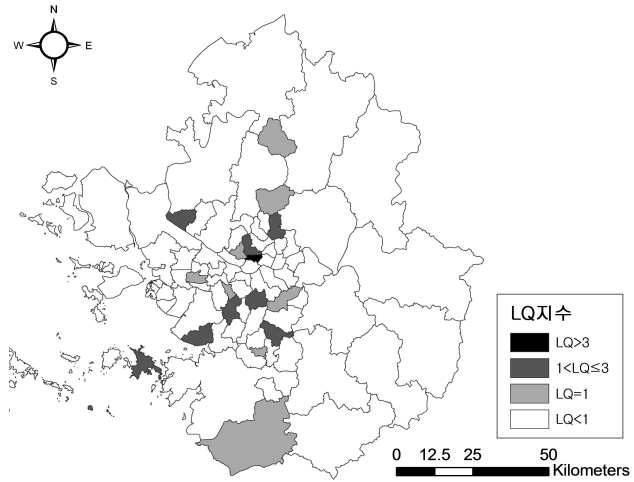 N
W E
S
LQ지수
LQ>3
1<LQ≤3
LQ=1
LQ<1
0 12.5 25 50
Kilometers